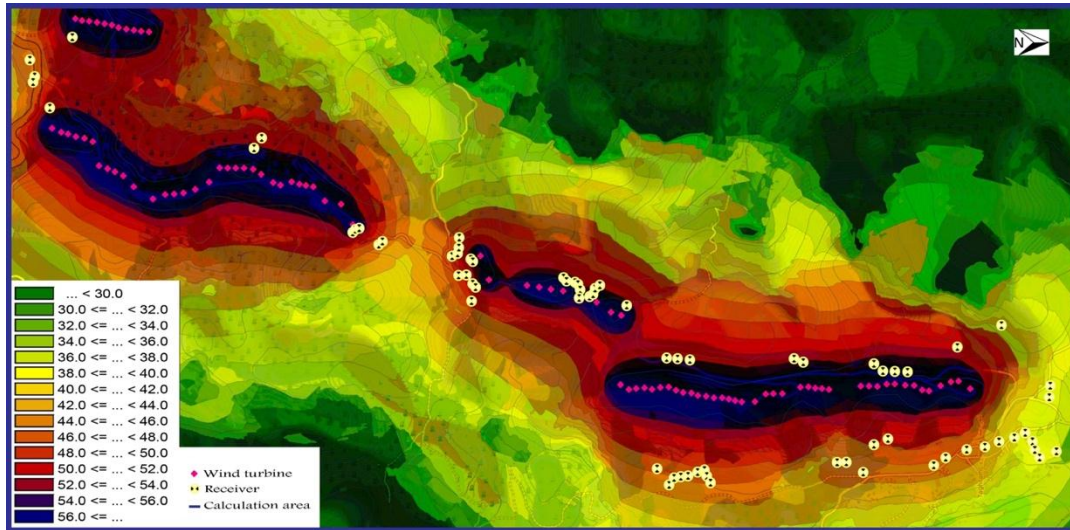 N
... < 30.0
30.0 <= ... < 32.0
32.0 <= ... < 34.0
34.0 <= ... < 36.0
36.0 <= ... < 38.0
38.0 <= ... < 40.0
40.0 <= ... < 42.0
42.0 <= ... < 44.0
44.0 <= ... < 46.0
46.0 <= ... < 48.0
48.0 <= ... < 50.0
50.0 <= ... < 52.0
52.0 <= ... < 54.0
54.0 <= ... < 56.0
56.0 <= ...
Wind turbine
Receiver
Calculation area